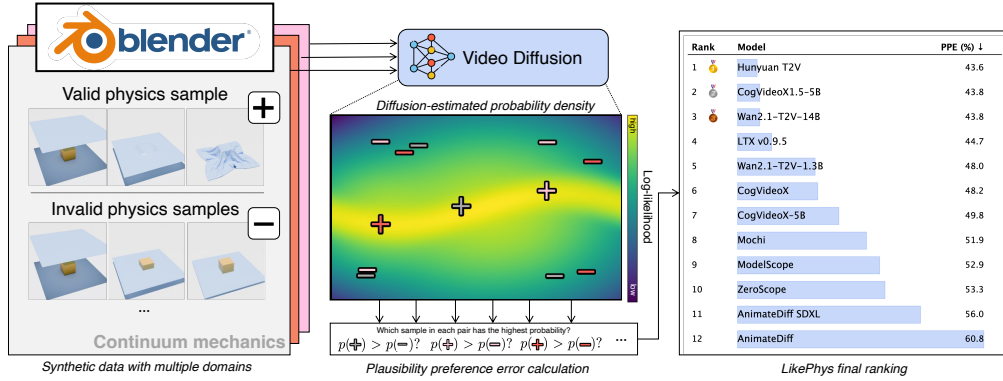 blender®
Valid physics sample
Invalid physics samples
...
Continuum mechanics
Synthetic data with multiple domains
Video Diffusion
Diffusion-estimated probability density
high
Log-likelihood
low
Which sample in each pair has the highest probability?
p(+) > p(−)? p(+) > p(−)? p(+) > p(−)? ...
Plausibility preference error calculation
Rank Model PPE (%) ↓
1 Hunyuan T2V 43.6
2 CogVideoX1.5-5B 43.8
3 Wan2.1-T2V-14B 43.8
4 LTX v0.9.5 44.7
5 Wan2.1-T2V-1.3B 48.0
6 CogVideoX 48.2
7 CogVideoX-5B 49.8
8 Mochi 51.9
9 ModelScope 52.9
10 ZeroScope 53.3
11 AnimateDiff SDXL 56.0
12 AnimateDiff 60.8
LikePhys final ranking